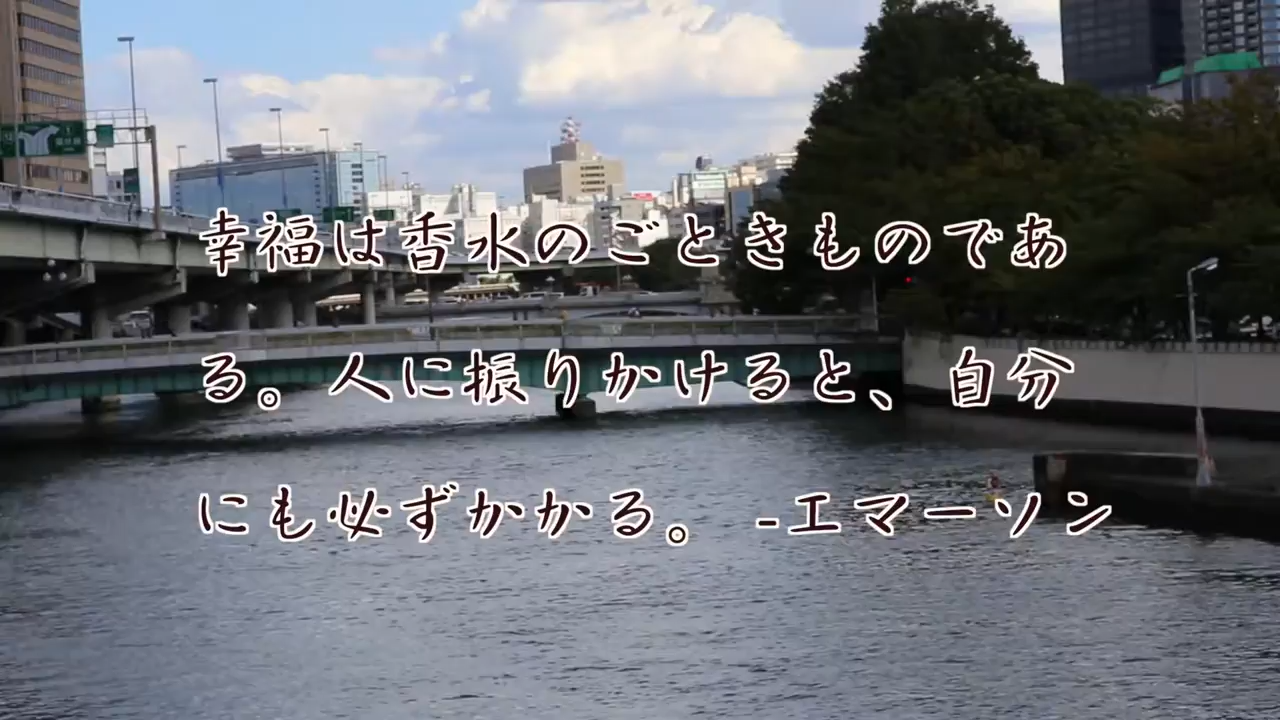 幸福は香水のごときものであ
る。人に振りかけると、自分
にも必ずかかる。 -エマーソン